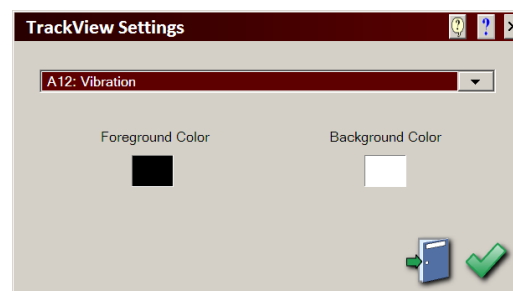 TrackView Settings
A12: Vibration
Foreground Color
Background Color